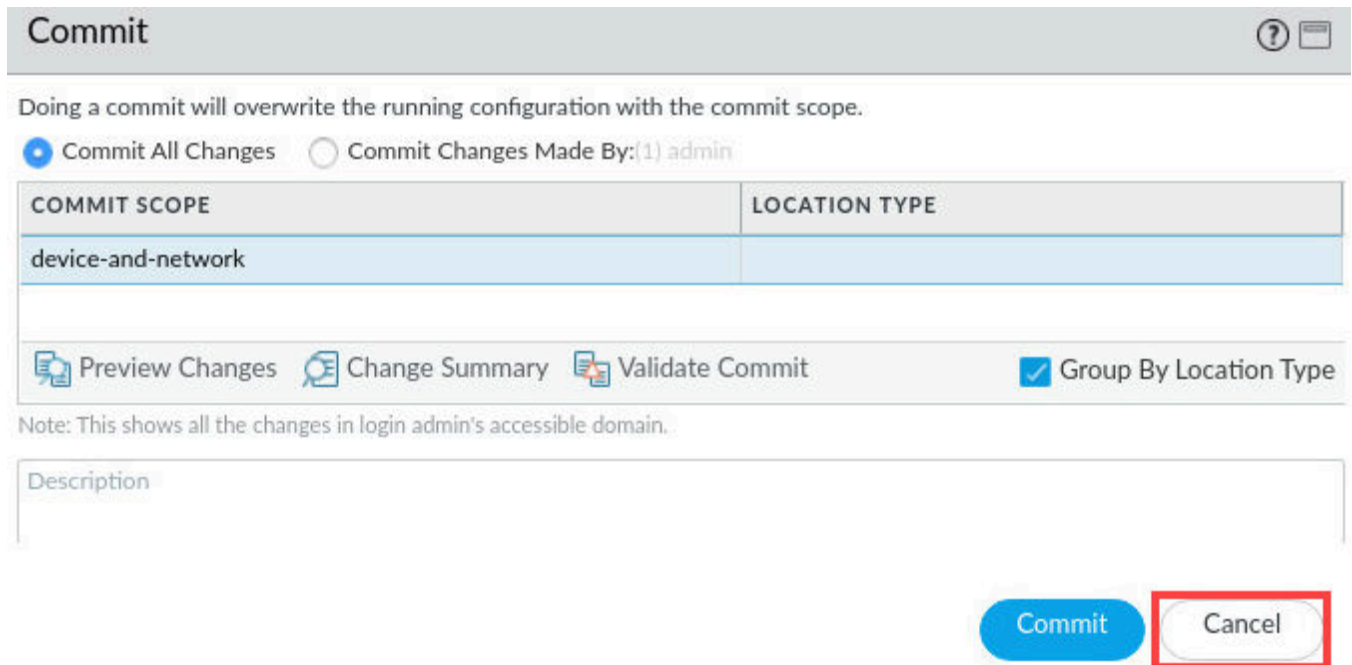 Commit
Doing a commit will overwrite the running configuration with the commit scope.
Commit All Changes Commit Changes Made By:(1) admin
COMMIT SCOPE LOCATION TYPE
device-and-network
Preview Changes Change Summary Validate Commit Group By Location Type
Note: This shows all the changes in login admin's accessible domain.
Description
Commit Cancel